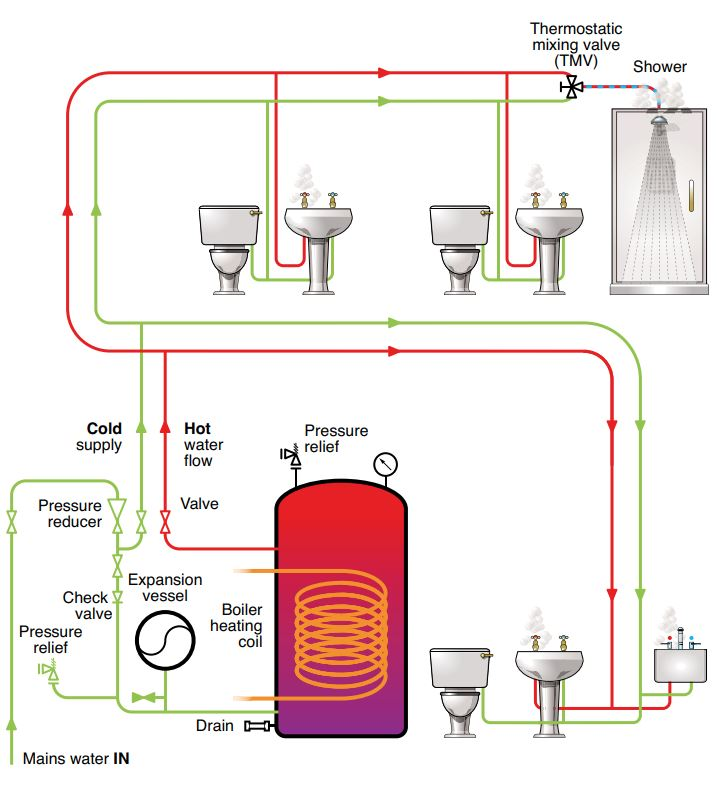 Thermostatic
mixing valve
(TMV)
Shower
Cold
supply
Hot
water
flow
Pressure
relief
Pressure
reducer
Valve
Expansion
vessel
Check
valve
Boiler
heating
coil
Pressure
relief
Drain
Mains water IN